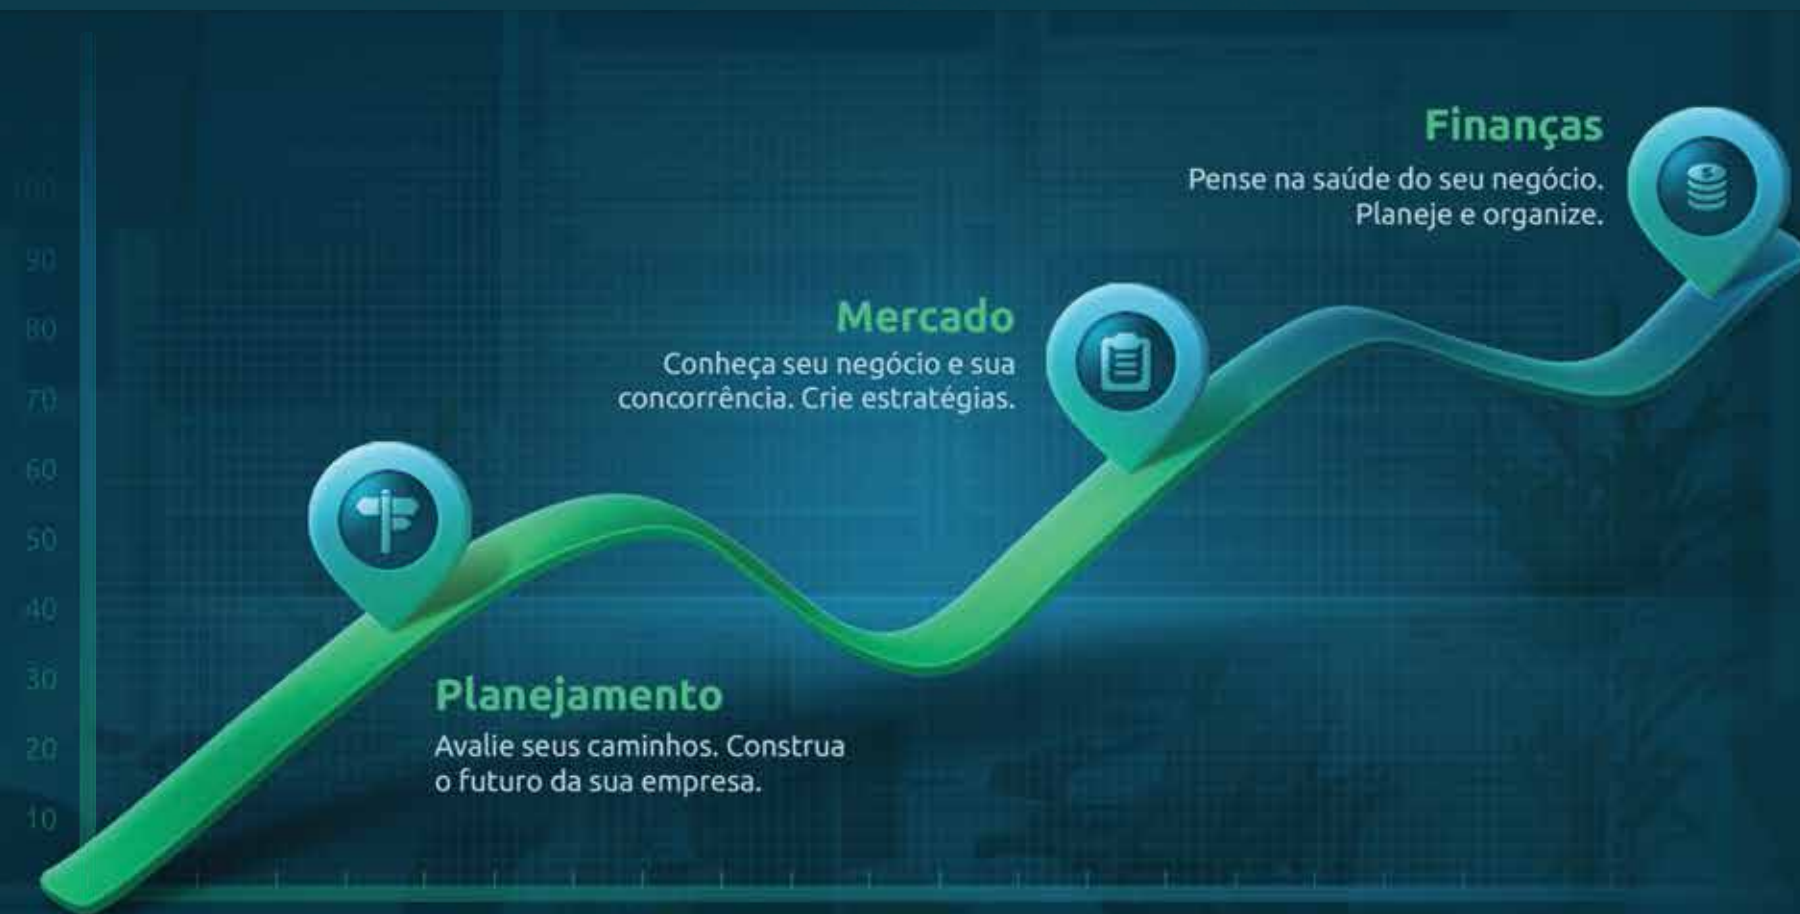 Finanças
Pense na saúde do seu negócio.
Planeje e organize.
Mercado
Conheça seu negócio e sua
concorrência. Crie estratégias.
Planejamento
Avalie seus caminhos. Construa
o futuro da sua empresa.
100
90
80
70
60
50
40
30
20
10